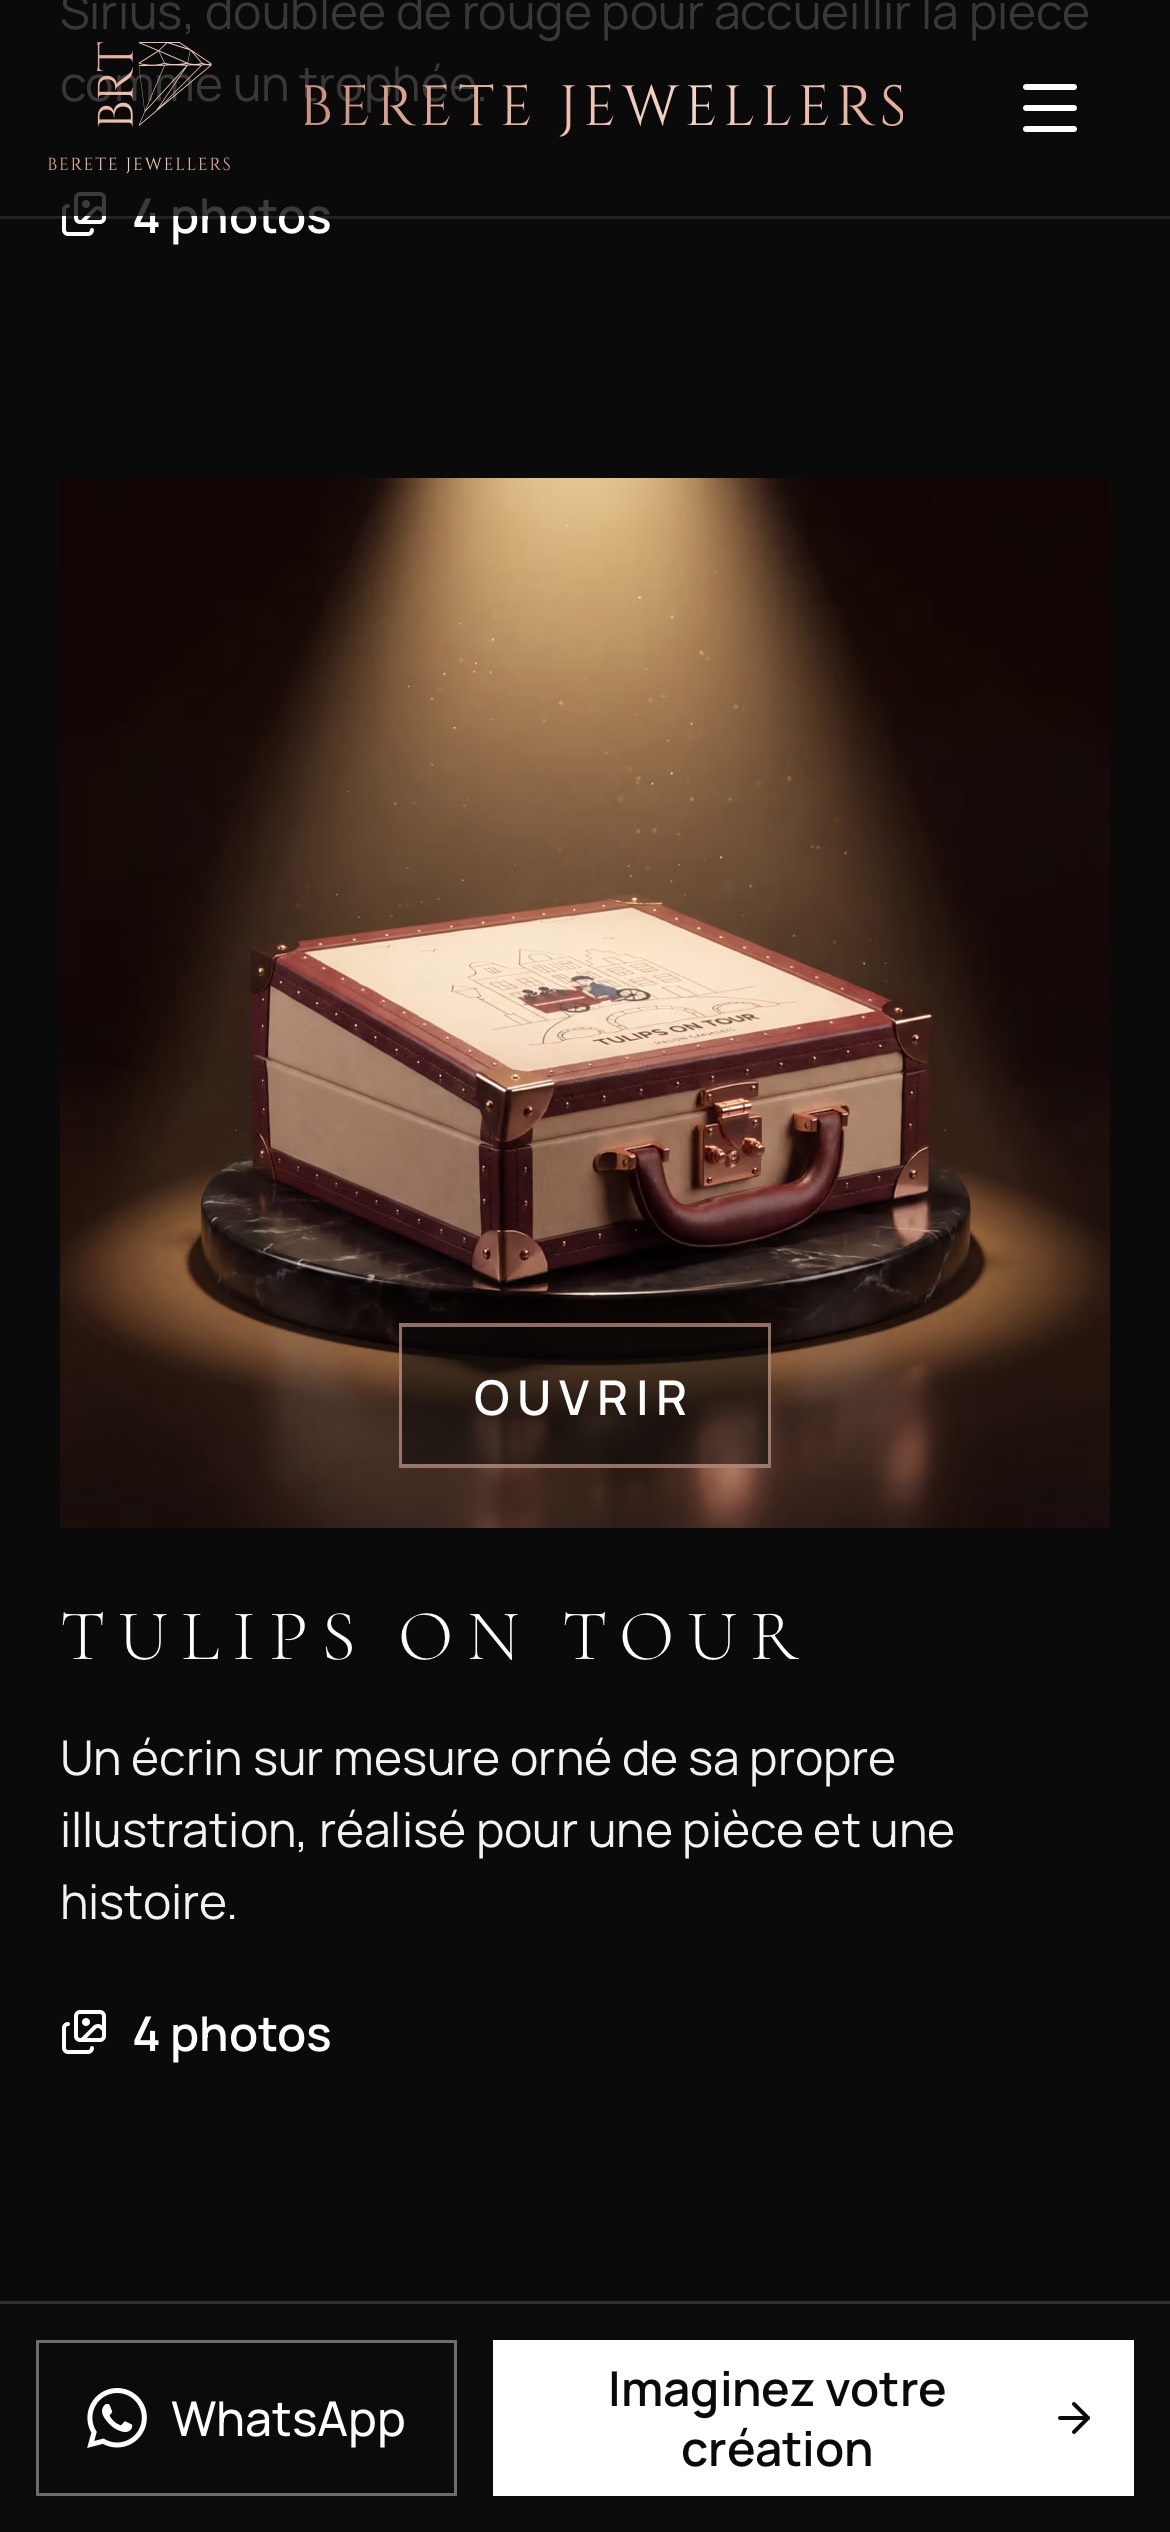 Sirius, doublée de rouge pour accueillir la pièce
comme un trophée.
BRT
BERETE JEWELLERS
BERETE JEWELLERS
4 photos
TULIPS ON TOUR
OUVRIR
TULIPS ON TOUR
Un écrin sur mesure orné de sa propre
illustration, réalisé pour une pièce et une
histoire.
4 photos
WhatsApp
Imaginez votre
création